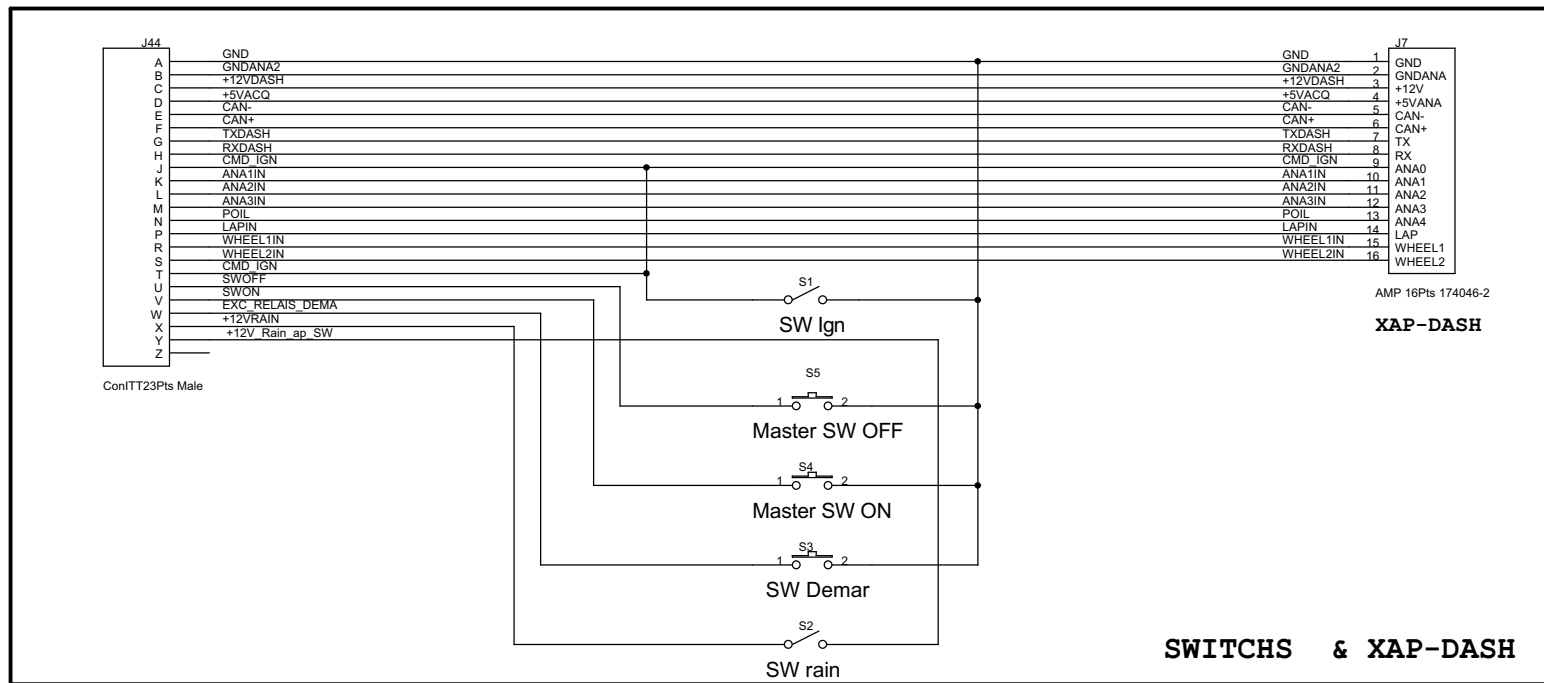 J44
A GND
B GNDANA2
C +12VDASH
D +5VACQ
E CAN-
F CAN+
G TXDASH
H RXDASH
J CMD_IGN
K ANA1IN
L ANA2IN
M ANA3IN
N POIL
P LAPIN
R WHEEL1IN
S WHEEL2IN
T CMD_IGN
U SWOFF
V SWON
W EXC_RELAIS_DEMA
X +12VRAIN
Y +12V_Rain_ap_SW
Z
ConITT23Pts Male
J7
GND 1 GND
GNDANA2 2 GNDANA
+12VDASH 3 +12V
+5VACQ 4 +5VANA
CAN- 5 CAN-
CAN+ 6 CAN+
TXDASH 7 TX
RXDASH 8 RX
CMD_IGN 9 ANA0
ANA1IN 10 ANA1
ANA2IN 11 ANA2
ANA3IN 12 ANA3
POIL 13 ANA4
LAPIN 14 LAP
WHEEL1IN 15 WHEEL1
WHEEL2IN 16 WHEEL2
AMP 16Pts 174046-2
XAP-DASH
S1
SW Ign
S5
1 2
Master SW OFF
S4
1 2
Master SW ON
S3
1 2
SW Demar
S2
SW rain
SWITCHS & XAP-DASH